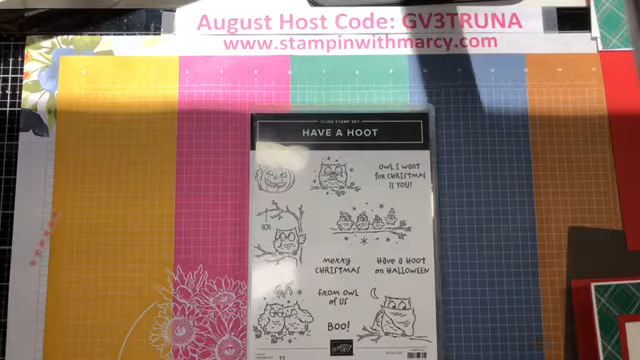 August Host Code: GV3TRUNA
www.stampinwithmarcy.com
CLING STAMP SET
HAVE A HOOT
OWL I WANT
FOR CHRISTMAS
IS YOU!
merry
CHRISTMAS
Have a HOOT
on HALLOWEEN
FROM OWL
OF US
BOO!
11